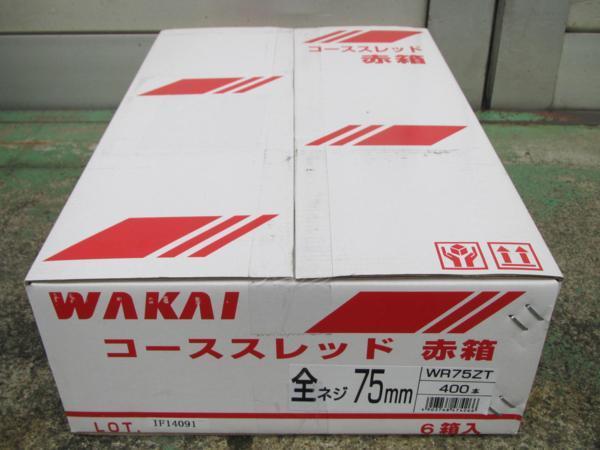 コーススレッド
赤箱
WAKAI
コーススレッド 赤箱
全ネジ 75mm
WR75ZT
400本
LOT. IF14091
6箱入